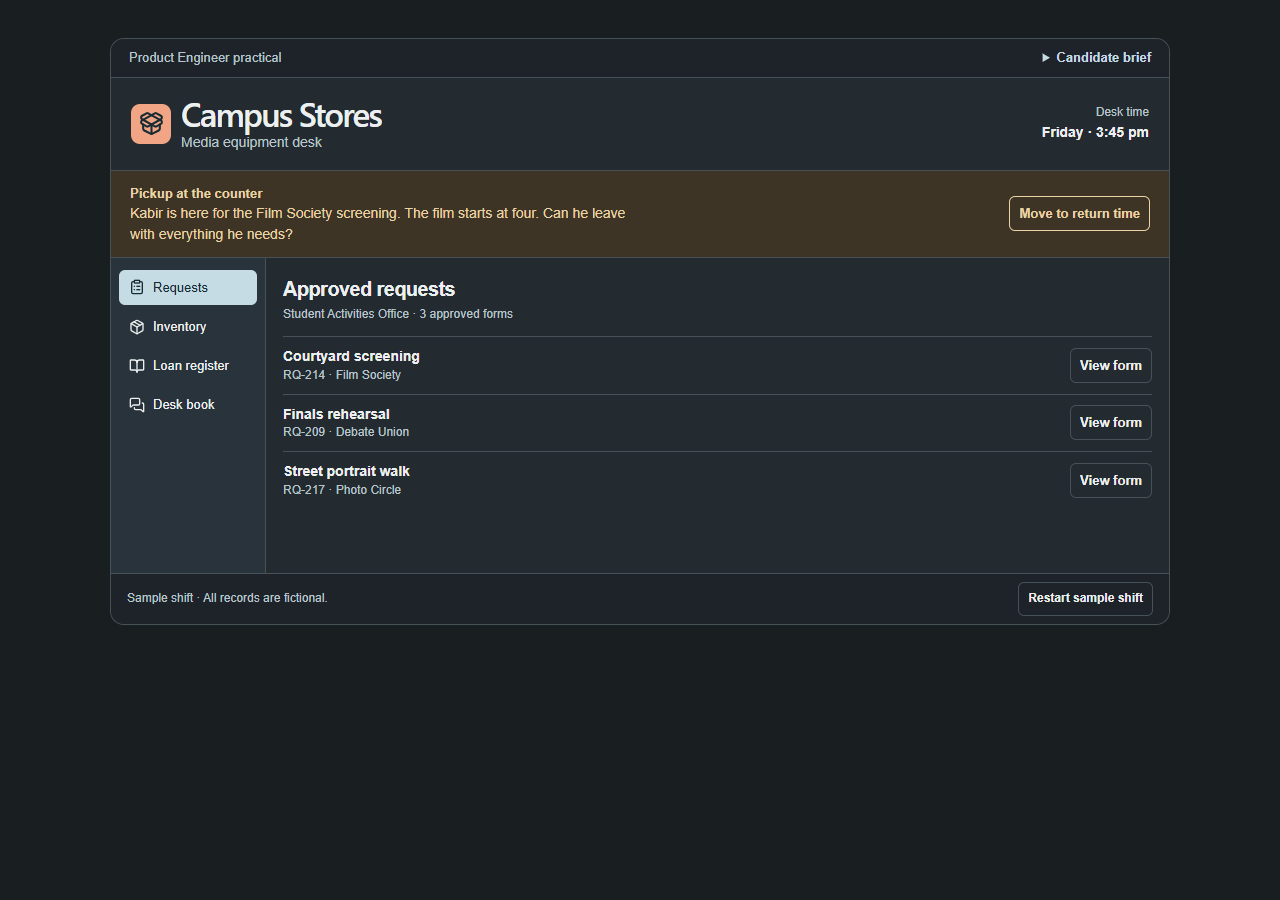 Product Engineer practical
Candidate brief
Campus Stores
Media equipment desk
Desk time
Friday · 3:45 pm
Pickup at the counter
Kabir is here for the Film Society screening. The film starts at four. Can he leave
with everything he needs?
Move to return time
Requests
Inventory
Loan register
Desk book
Approved requests
Student Activities Office · 3 approved forms
Courtyard screening
RQ-214 · Film Society
View form
Finals rehearsal
RQ-209 · Debate Union
View form
Street portrait walk
RQ-217 · Photo Circle
View form
Sample shift · All records are fictional.
Restart sample shift